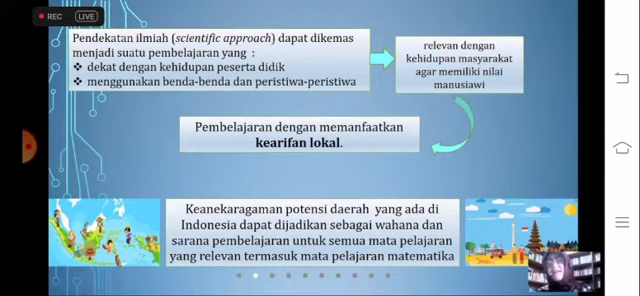 REC
LIVE
Pendekatan ilmiah (scientific approach) dapat dikemas
menjadi suatu pembelajaran yang :
❖ dekat dengan kehidupan peserta didik
❖ menggunakan benda-benda dan peristiwa-peristiwa
relevan dengan
kehidupan masyarakat
agar memiliki nilai
manusiawi
Pembelajaran dengan memanfaatkan
kearifan lokal.
Keanekaragaman potensi daerah yang ada di
Indonesia dapat dijadikan sebagai wahana dan
sarana pembelajaran untuk semua mata pelajaran
yang relevan termasuk mata pelajaran matematika